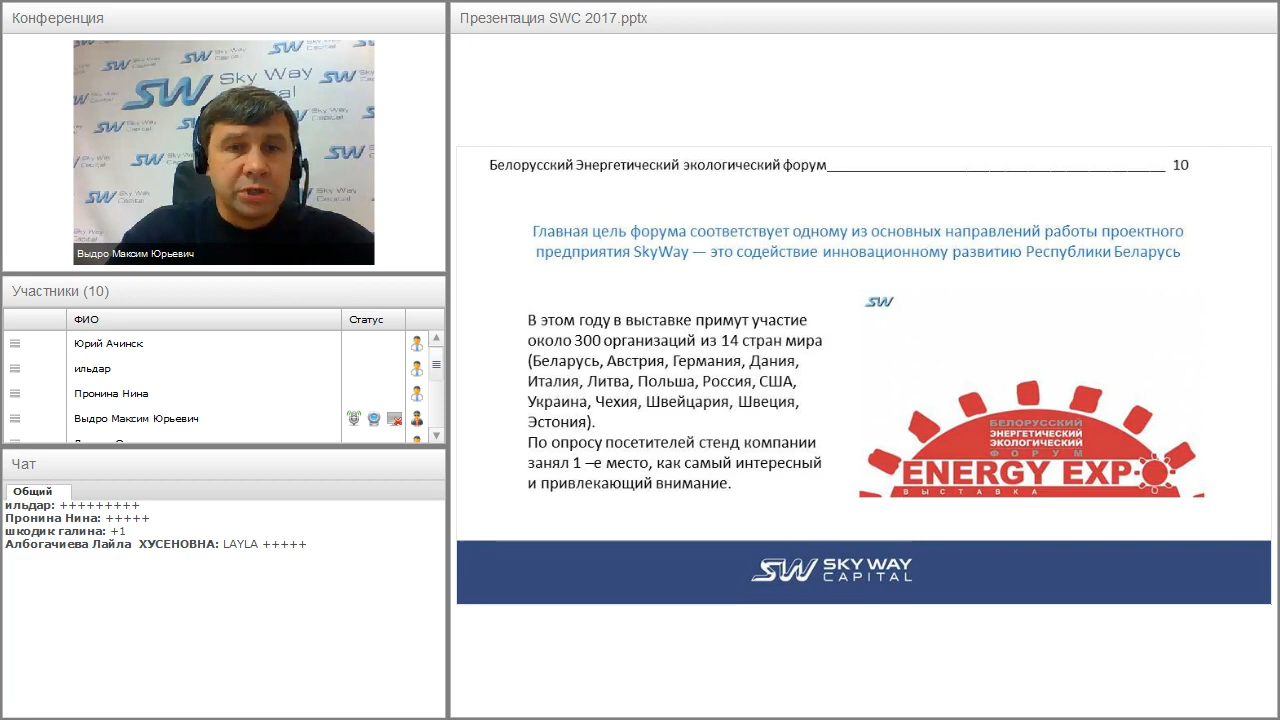 Конференция
SW
Sky Way
Capital
Выдро Максим Юрьевич
Участники (10)
ФИО Статус
Юрий Ачинск
ильдар
Пронина Нина
Выдро Максим Юрьевич
Чат
Общий
ильдар: +++++++++
Пронина Нина: +++++
шкодик галина: +1
Албогачиева Лайла ХУСЕНОВНА: LAYLA +++++
Презентация SWC 2017.pptx
Белорусский Энергетический экологический форум 10
Главная цель форума соответствует одному из основных направлений работы проектного
предприятия SkyWay — это содействие инновационному развитию Республики Беларусь
В этом году в выставке примут участие
около 300 организаций из 14 стран мира
(Беларусь, Австрия, Германия, Дания,
Италия, Литва, Польша, Россия, США,
Украина, Чехия, Швейцария, Швеция,
Эстония).
По опросу посетителей стенд компании
занял 1 –е место, как самый интересный
и привлекающий внимание.
SW
БЕЛОРУССКИЙ
ЭНЕРГЕТИЧЕСКИЙ
ЭКОЛОГИЧЕСКИЙ
ФОРУМ
ENERGY EXPO
ВЫСТАВКА
SW SKY WAY
CAPITAL